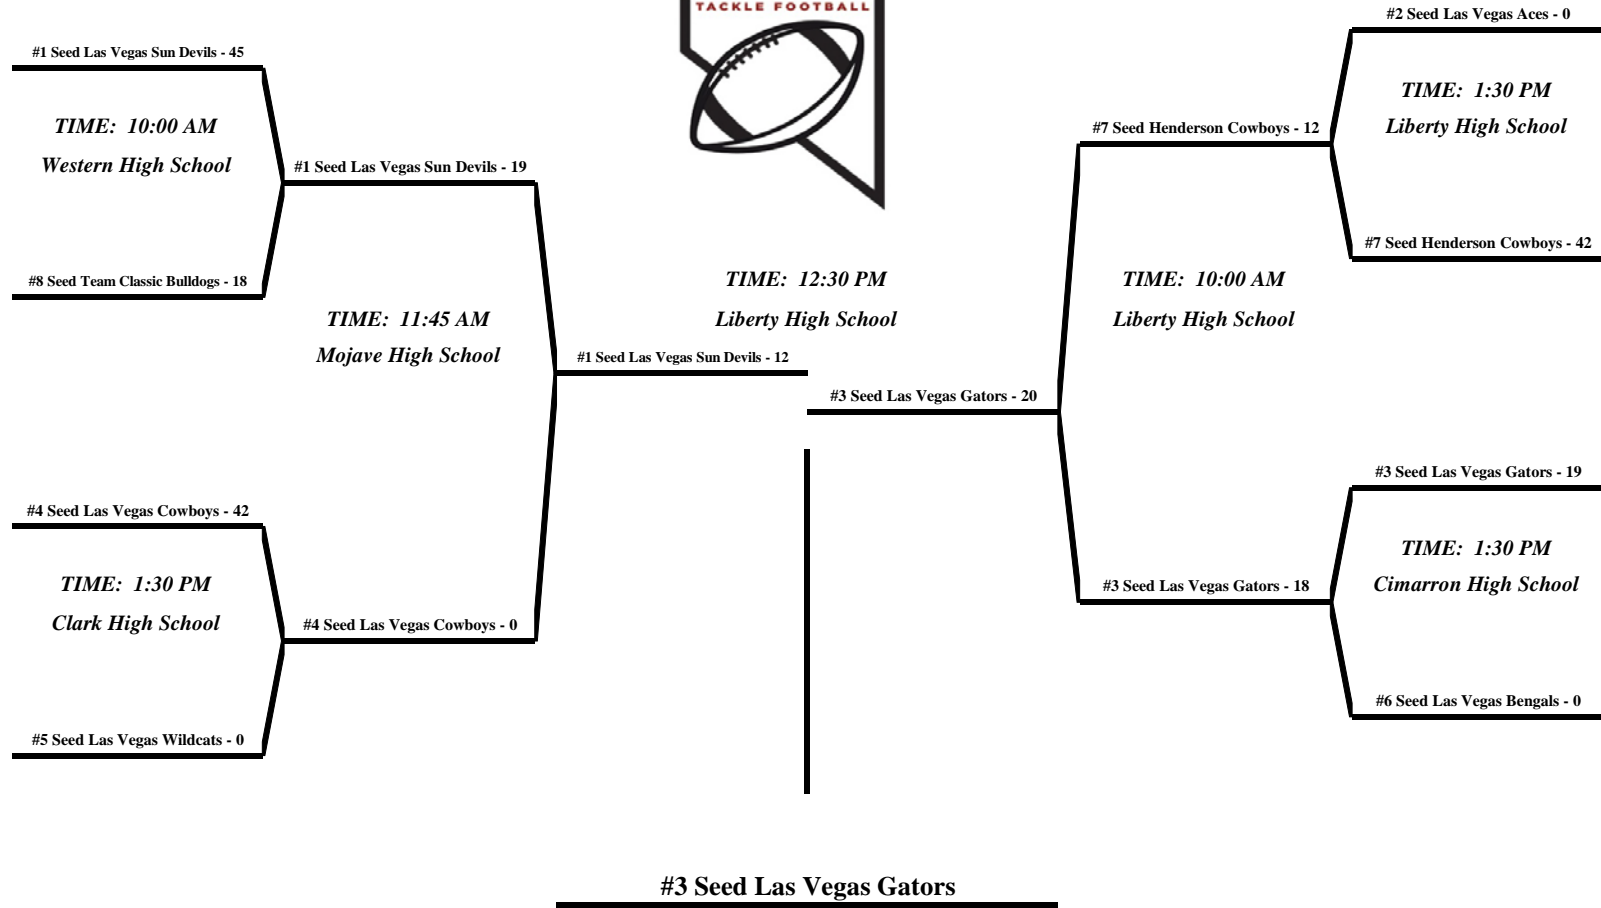 TACKLE FOOTBALL
#1 Seed Las Vegas Sun Devils - 45
TIME: 10:00 AM
Western High School
#8 Seed Team Classic Bulldogs - 18
#1 Seed Las Vegas Sun Devils - 19
TIME: 11:45 AM
Mojave High School
#4 Seed Las Vegas Cowboys - 42
TIME: 1:30 PM
Clark High School
#5 Seed Las Vegas Wildcats - 0
#4 Seed Las Vegas Cowboys - 0
TIME: 12:30 PM
Liberty High School
#1 Seed Las Vegas Sun Devils - 12
#3 Seed Las Vegas Gators - 20
#7 Seed Henderson Cowboys - 12
TIME: 10:00 AM
Liberty High School
#3 Seed Las Vegas Gators - 18
#2 Seed Las Vegas Aces - 0
TIME: 1:30 PM
Liberty High School
#7 Seed Henderson Cowboys - 42
#3 Seed Las Vegas Gators - 19
TIME: 1:30 PM
Cimarron High School
#6 Seed Las Vegas Bengals - 0
#3 Seed Las Vegas Gators